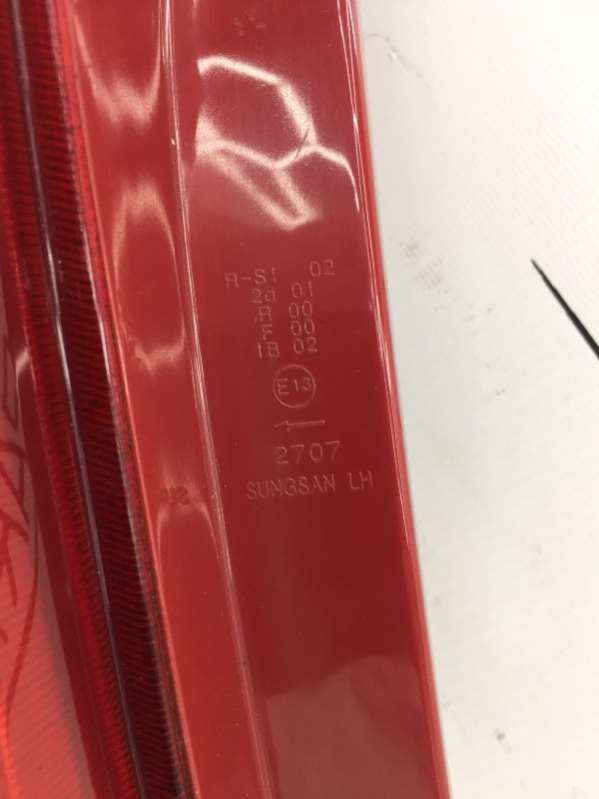 R-S1 02
2a 01
R 00
F 00
IB 02
E13
←
2707
SUNGSAN LH